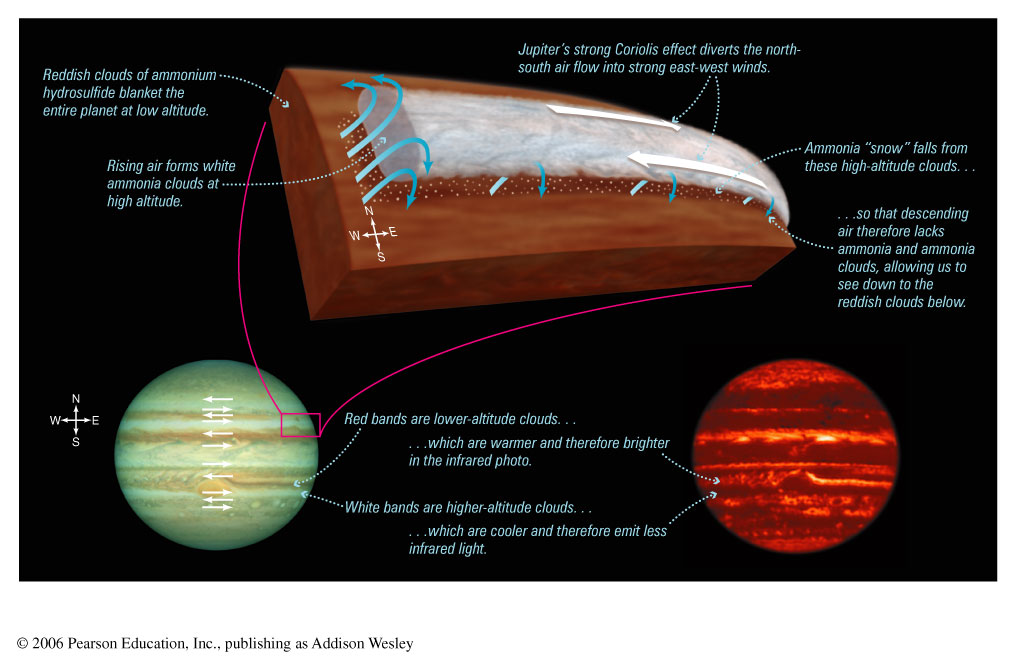 Jupiter's strong Coriolis effect diverts the north-
south air flow into strong east-west winds.
Reddish clouds of ammonium
hydrosulfide blanket the
entire planet at low altitude.
Rising air forms white
ammonia clouds at
high altitude.
Ammonia “snow” falls from
these high-altitude clouds. . .
. . .so that descending
air therefore lacks
ammonia and ammonia
clouds, allowing us to
see down to the
reddish clouds below.
N
W E
S
N
W E
S
Red bands are lower-altitude clouds. . .
. . .which are warmer and therefore brighter
in the infrared photo.
White bands are higher-altitude clouds. . .
. . .which are cooler and therefore emit less
infrared light.
© 2006 Pearson Education, Inc., publishing as Addison Wesley